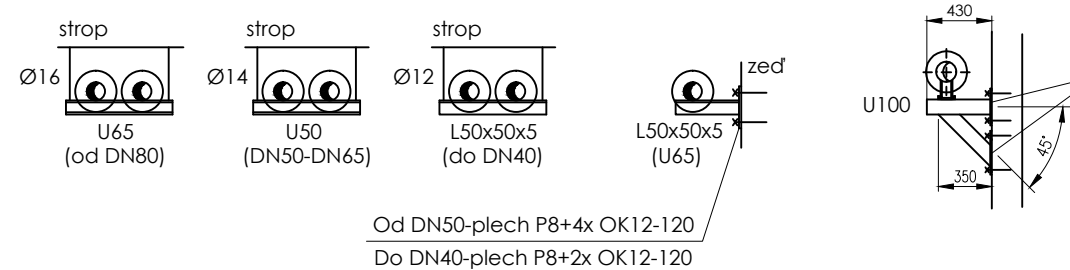 strop
strop
strop
430
Ø16
Ø14
Ø12
zeď
U100
U65
(od DN80)
U50
(DN50-DN65)
L50x50x5
(do DN40)
L50x50x5
(U65)
45°
350
Od DN50-plech P8+4x OK12-120
Do DN40-plech P8+2x OK12-120